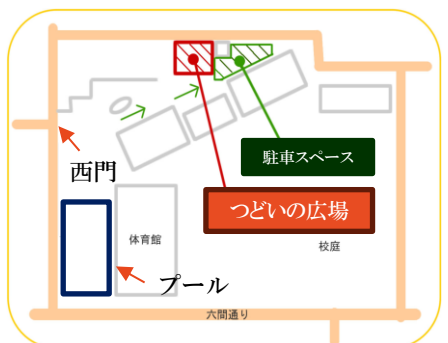 駐車スペース
西門
つどいの広場
体育館
校庭
プール
六間通り